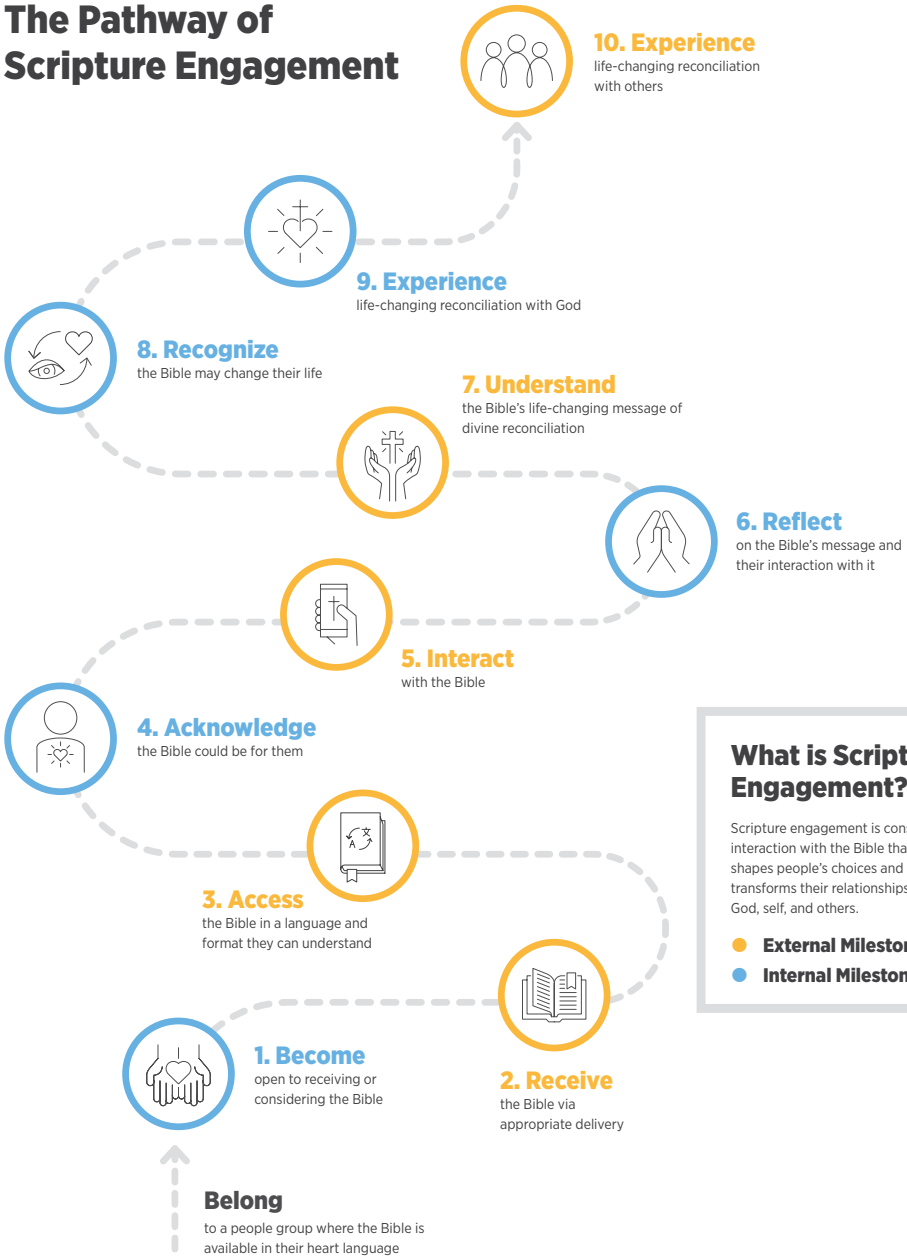 The Pathway of
Scripture Engagement
10. Experience
life-changing reconciliation
with others
9. Experience
life-changing reconciliation with God
8. Recognize
the Bible may change their life
7. Understand
the Bible’s life-changing message of
divine reconciliation
6. Reflect
on the Bible’s message and
their interaction with it
5. Interact
with the Bible
4. Acknowledge
the Bible could be for them
3. Access
the Bible in a language and
format they can understand
A 文
2. Receive
the Bible via
appropriate delivery
1. Become
open to receiving or
considering the Bible
Belong
to a people group where the Bible is
available in their heart language
What is
Engagement?
Scripture engagement is
interaction with the Bible
shapes people’s choices and
transforms their relationships
God, self, and others.
External
Internal